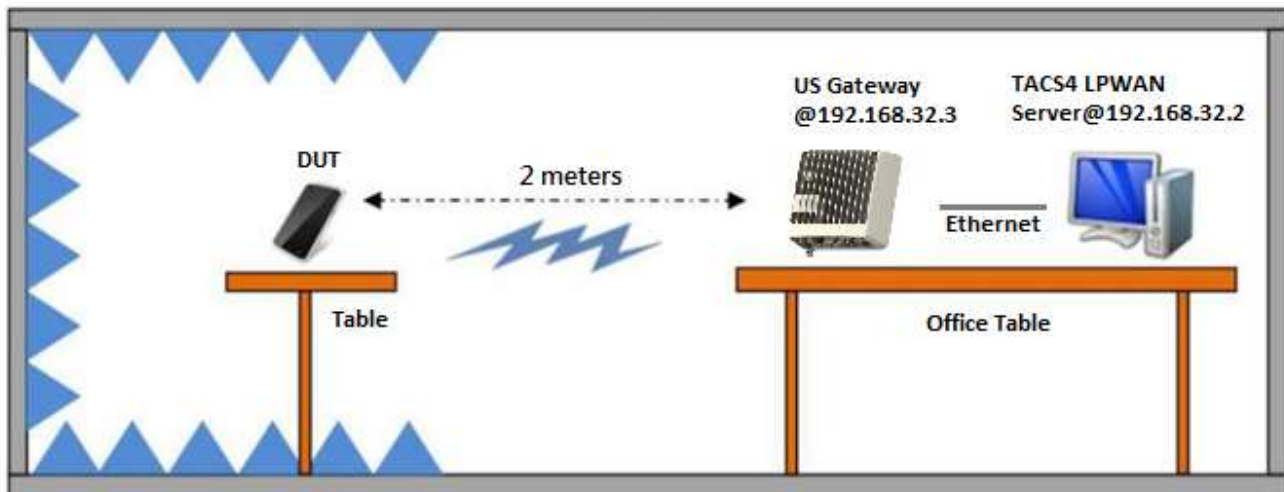 US Gateway
@192.168.32.3
TACS4 LPWAN
Server@192.168.32.2
DUT
2 meters
Ethernet
Table
Office Table